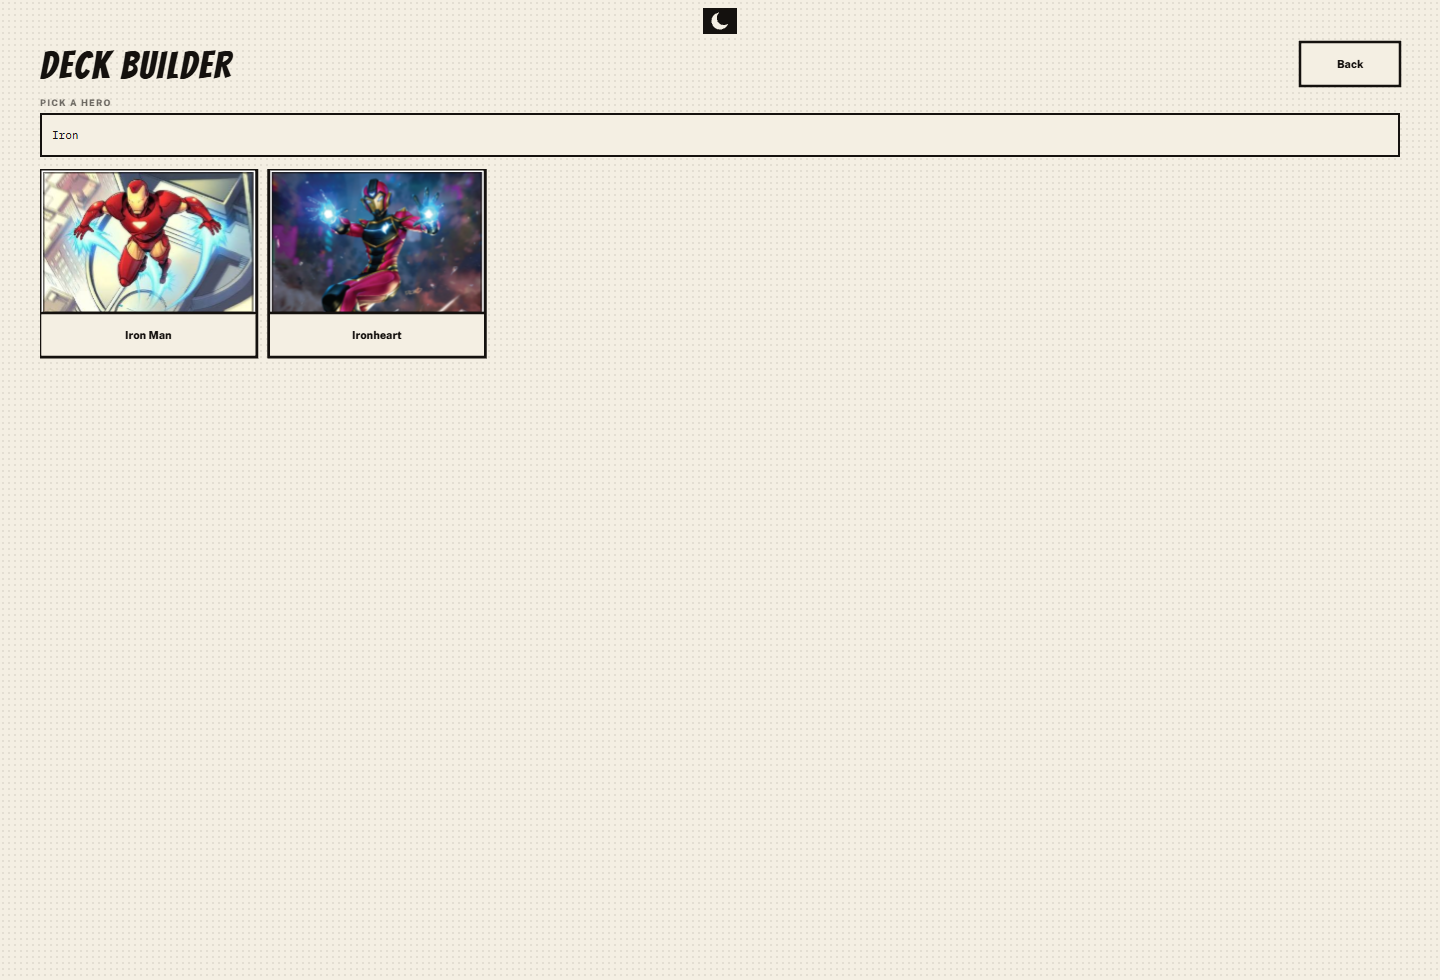 DECK BUILDER
Back
PICK A HERO
Iron
Iron Man
Ironheart